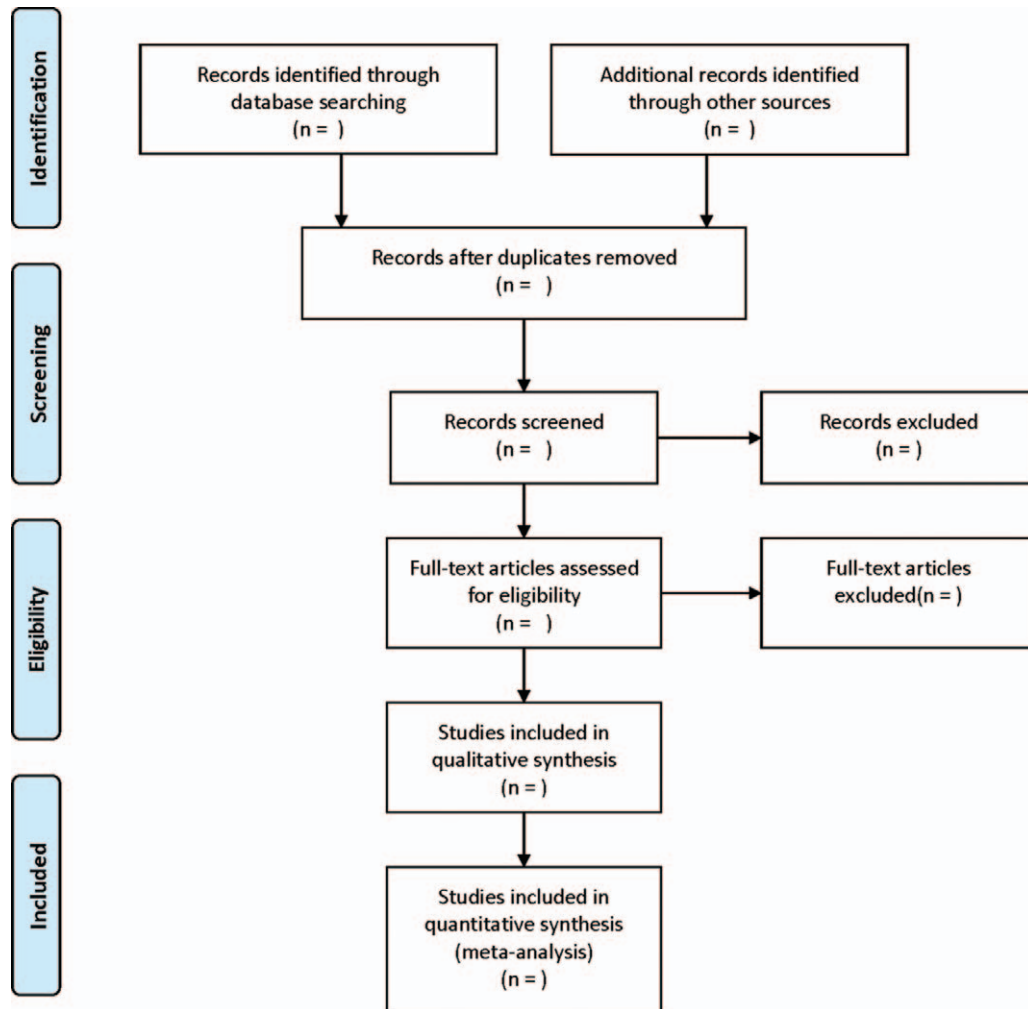 Identification
Records identified through
database searching
(n =  )
Additional records identified
through other sources
(n =  )
Records after duplicates removed
(n =  )
Screening
Records screened
(n =  )
Records excluded
(n = )
Eligibility
Full-text articles assessed
for eligibility
(n =  )
Full-text articles
excluded(n = )
Studies included in
qualitative synthesis
(n = )
Included
Studies included in
quantitative synthesis
(meta-analysis)
(n = )